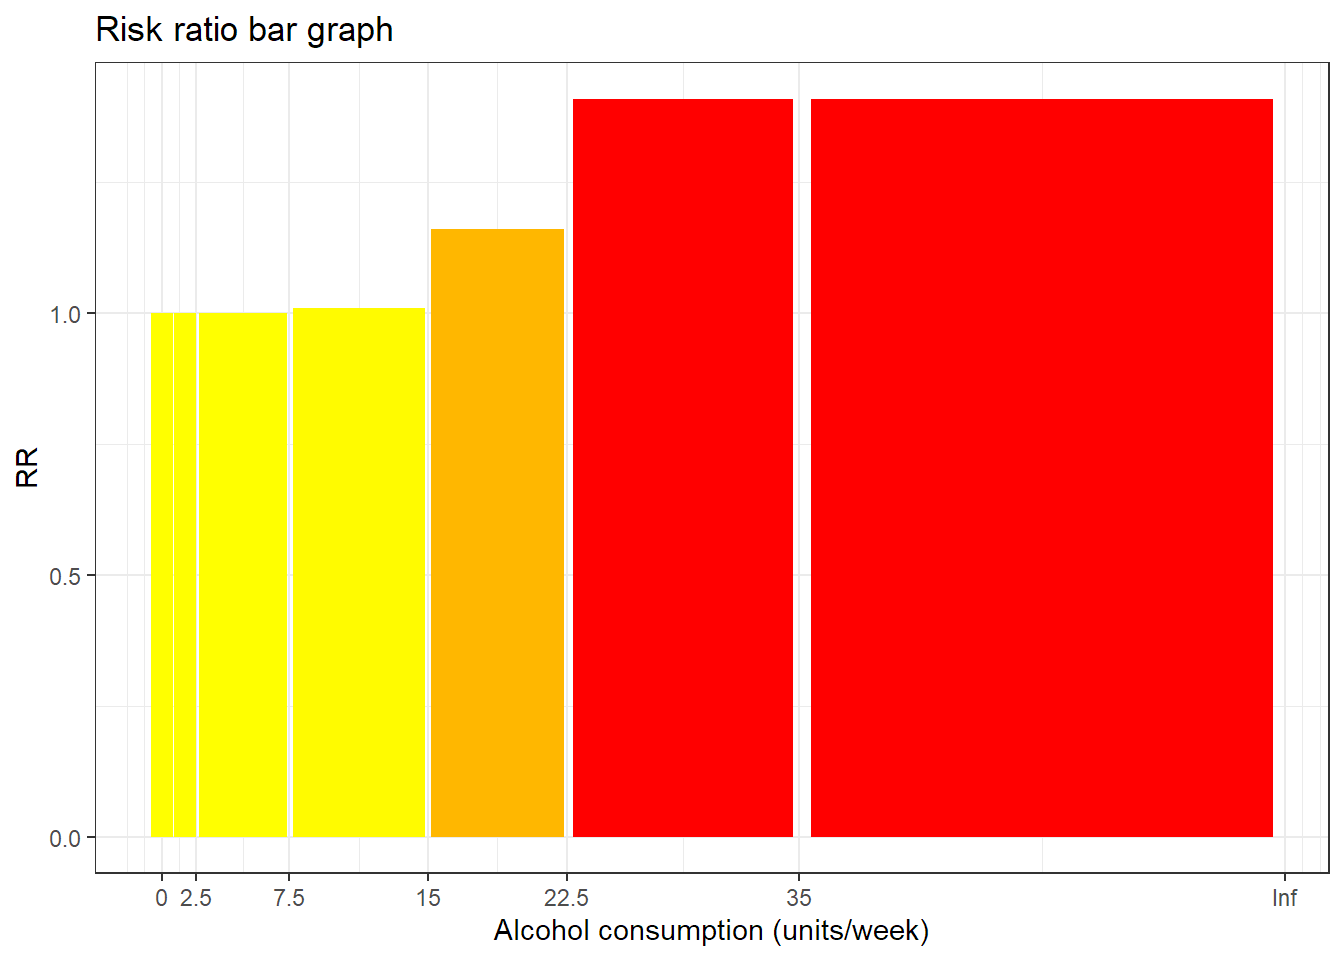 Risk ratio bar graph
1.0
0.5
0.0
RR
0 2.5 7.5 15 22.5 35 Inf
Alcohol consumption (units/week)